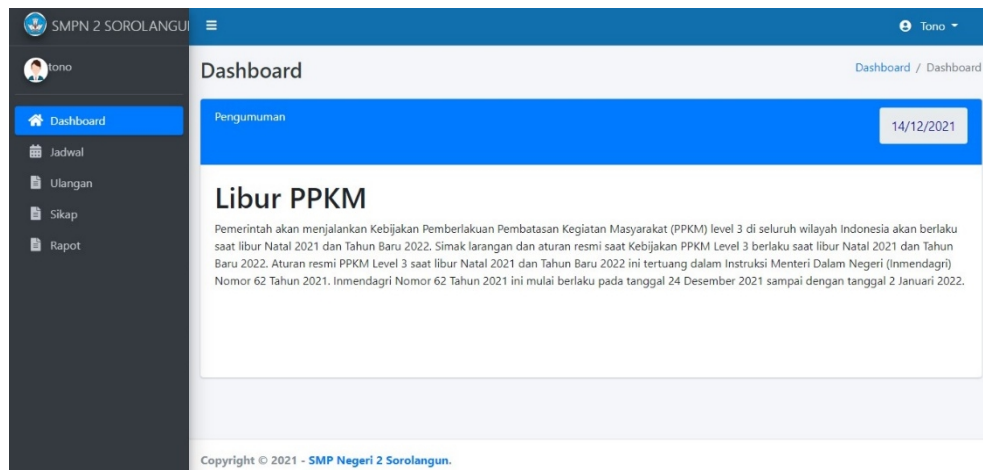 SMPN 2 SOROLANGU
Tono
tono
Dashboard
Jadwal
Ulangan
Sikap
Rapot
Dashboard
Dashboard / Dashboard
Pengumuman
14/12/2021
Libur PPKM
Pemerintah akan menjalankan Kebijakan Pemberlakuan Pembatasan Kegiatan Masyarakat (PPKM) level 3 di seluruh wilayah Indonesia akan berlaku
saat libur Natal 2021 dan Tahun Baru 2022. Simak larangan dan aturan resmi saat Kebijakan PPKM Level 3 berlaku saat libur Natal 2021 dan Tahun
Baru 2022. Aturan resmi PPKM Level 3 saat libur Natal 2021 dan Tahun Baru 2022 ini tertuang dalam Instruksi Menteri Dalam Negeri (Inmendagri)
Nomor 62 Tahun 2021. Inmendagri Nomor 62 Tahun 2021 ini mulai berlaku pada tanggal 24 Desember 2021 sampai dengan tanggal 2 Januari 2022.
Copyright © 2021 - SMP Negeri 2 Sorolangun.